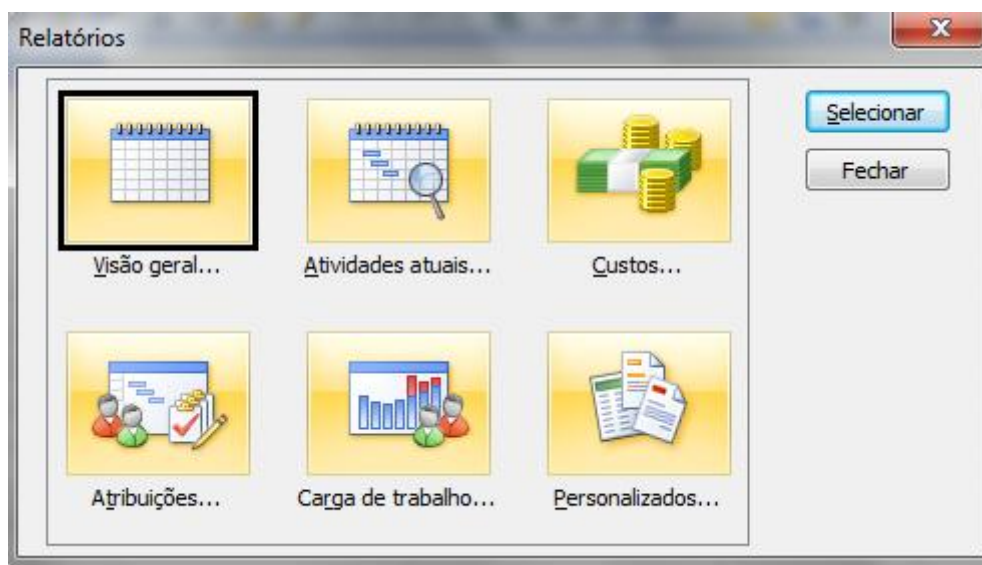 Relatórios
Selecionar
Fechar
Visão geral...
Atividades atuais...
Custos...
Atribuições...
Carga de trabalho...
Personalizados...